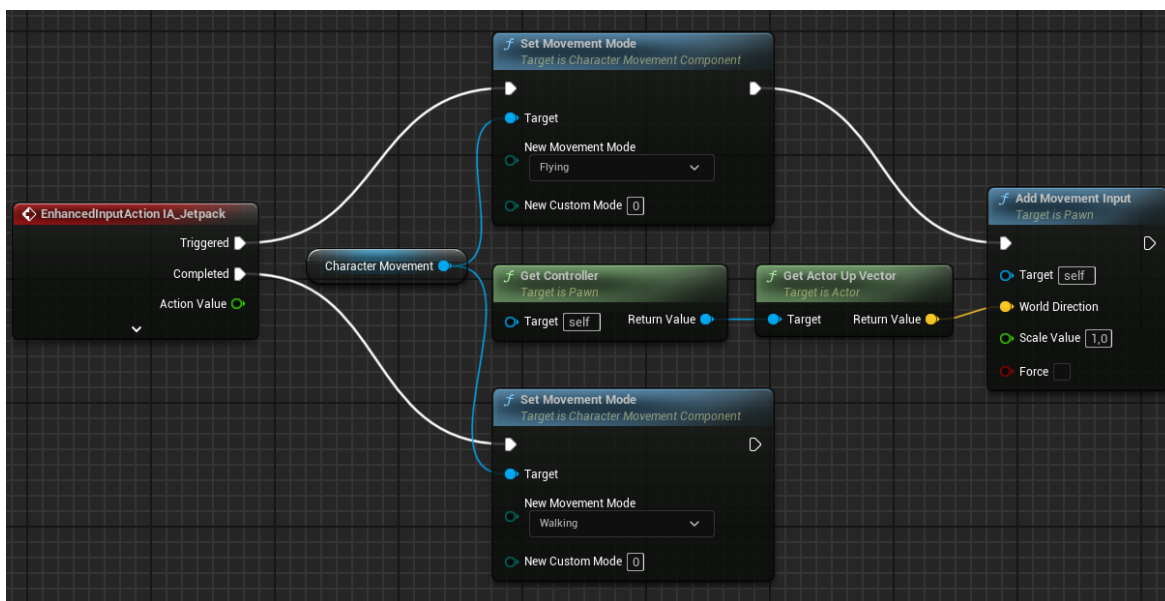 Set Movement Mode
Target is Character Movement Component
Target
New Movement Mode
Flying
New Custom Mode 0
EnhancedInputAction IA_Jetpack
Triggered
Completed
Action Value
Character Movement
Get Controller
Target is Pawn
Target self Return Value
Get Actor Up Vector
Target is Actor
Target Return Value
Add Movement Input
Target is Pawn
Target self
World Direction
Scale Value 1,0
Force
Set Movement Mode
Target is Character Movement Component
Target
New Movement Mode
Walking
New Custom Mode 0